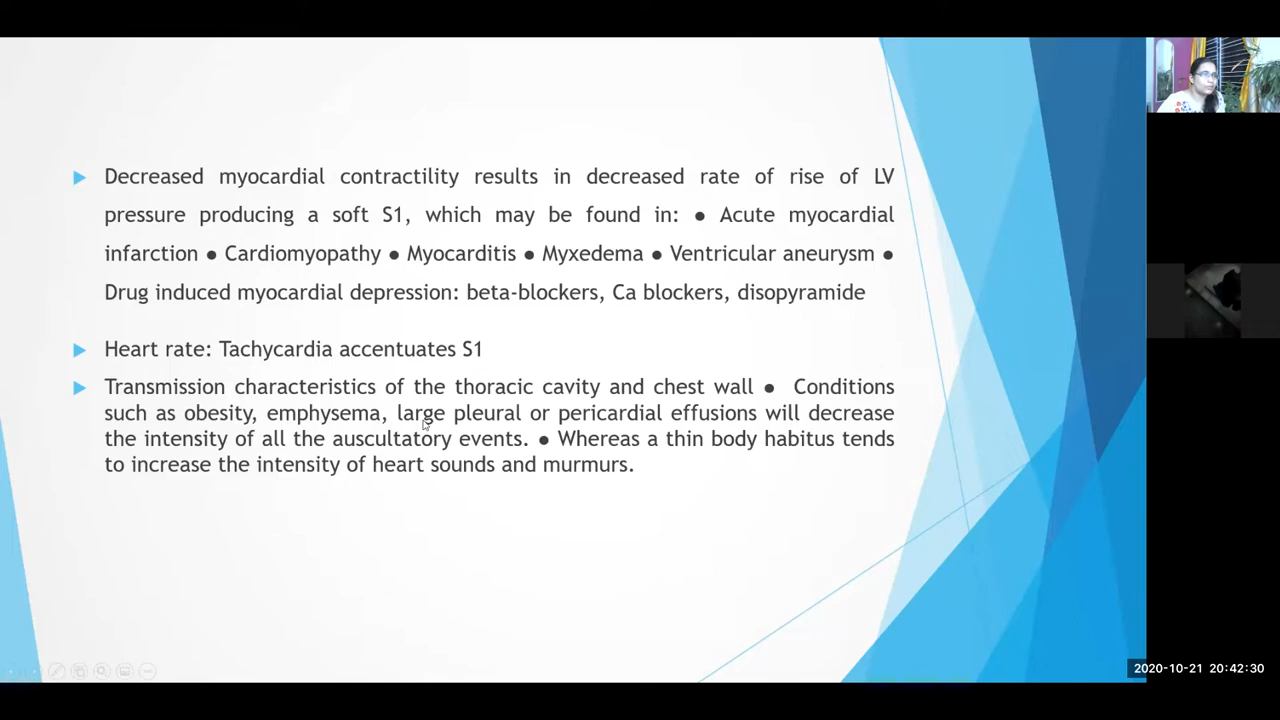 Decreased myocardial contractility results in decreased rate of rise of LV
pressure producing a soft S1, which may be found in: ● Acute myocardial
infarction ● Cardiomyopathy ● Myocarditis ● Myxedema ● Ventricular aneurysm ●
Drug induced myocardial depression: beta-blockers, Ca blockers, disopyramide
Heart rate: Tachycardia accentuates S1
Transmission characteristics of the thoracic cavity and chest wall ● Conditions
such as obesity, emphysema, large pleural or pericardial effusions will decrease
the intensity of all the auscultatory events. ● Whereas a thin body habitus tends
to increase the intensity of heart sounds and murmurs.
2020-10-21 20:42:30